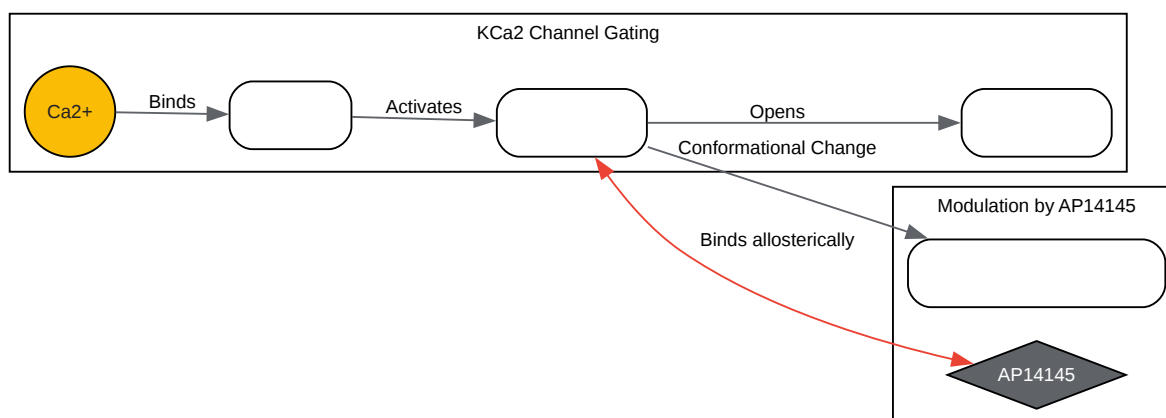 KCa2 Channel Gating
Ca2+
Binds
Activates
Opens
Conformational Change
Modulation by AP14145
Binds allosterically
AP14145